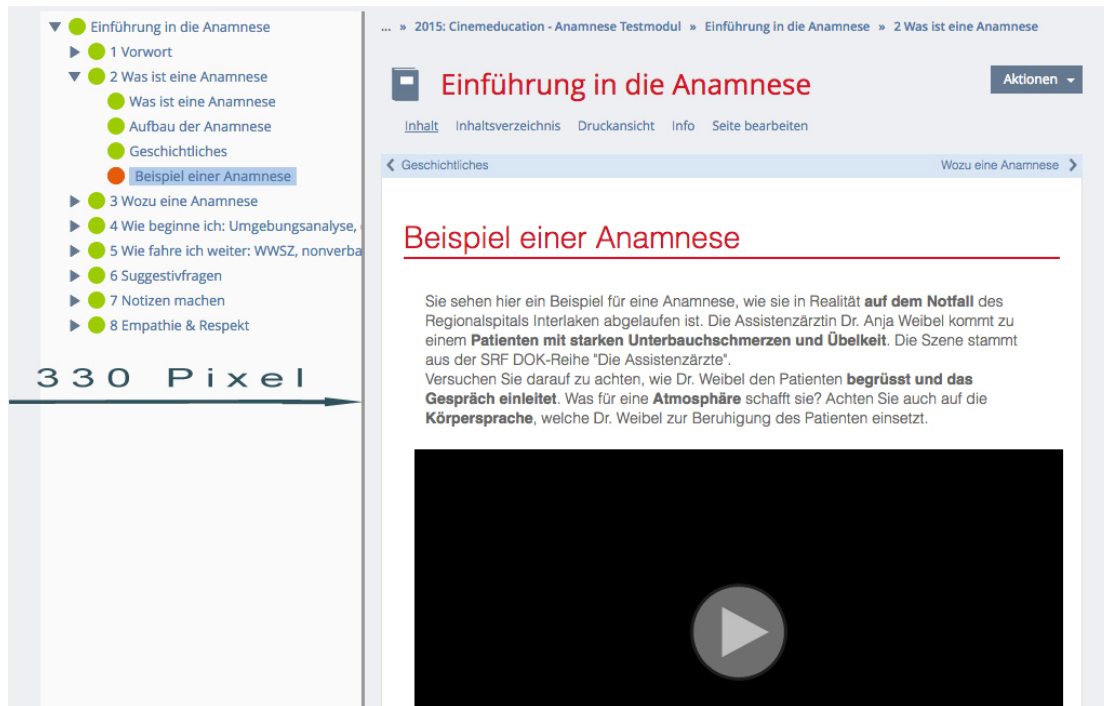 Einführung in die Anamnese
1 Vorwort
2 Was ist eine Anamnese
Was ist eine Anamnese
Aufbau der Anamnese
Geschichtliches
Beispiel einer Anamnese
3 Wozu eine Anamnese
4 Wie beginne ich: Umgebungsanalyse,
5 Wie fahre ich weiter: WWSZ, nonverba
6 Suggestivfragen
7 Notizen machen
8 Empathie & Respekt
330 Pixel
... » 2015: Cinemeducation - Anamnese Testmodul » Einführung in die Anamnese » 2 Was ist eine Anamnese
Einführung in die Anamnese
Aktionen
Inhalt Inhaltsverzeichnis Druckansicht Info Seite bearbeiten
Geschichtliches Wozu eine Anamnese
Beispiel einer Anamnese
Sie sehen hier ein Beispiel für eine Anamnese, wie sie in Realität auf dem Notfall des
Regionalspitals Interlaken abgelaufen ist. Die Assistenzärztin Dr. Anja Weibel kommt zu
einem Patienten mit starken Unterbauchschmerzen und Übelkeit. Die Szene stammt
aus der SRF DOK-Reihe "Die Assistenzärzte".
Versuchen Sie darauf zu achten, wie Dr. Weibel den Patienten begrüsst und das
Gespräch einleitet. Was für eine Atmosphäre schafft sie? Achten Sie auch auf die
Körpersprache, welche Dr. Weibel zur Beruhigung des Patienten einsetzt.